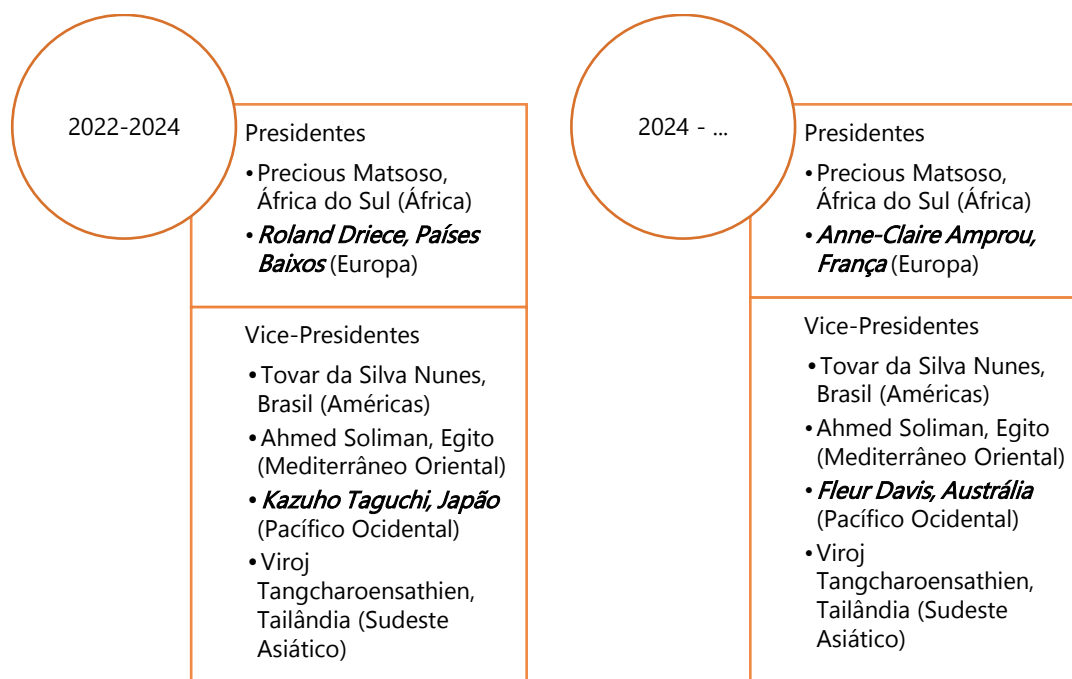 2022-2024
Presidentes
•Precious Matsoso,
África do Sul (África)
•Roland Driece, Países
Baixos (Europa)
Vice-Presidentes
•Tovar da Silva Nunes,
Brasil (Américas)
•Ahmed Soliman, Egito
(Mediterrâneo Oriental)
•Kazuho Taguchi, Japão
(Pacífico Ocidental)
•Viroj
Tangcharoensathien,
Tailândia (Sudeste
Asiático)
2024 - ...
Presidentes
•Precious Matsoso,
África do Sul (África)
•Anne-Claire Amprou,
França (Europa)
Vice-Presidentes
•Tovar da Silva Nunes,
Brasil (Américas)
•Ahmed Soliman, Egito
(Mediterrâneo Oriental)
•Fleur Davis, Austrália
(Pacífico Ocidental)
•Viroj
Tangcharoensathien,
Tailândia (Sudeste
Asiático)